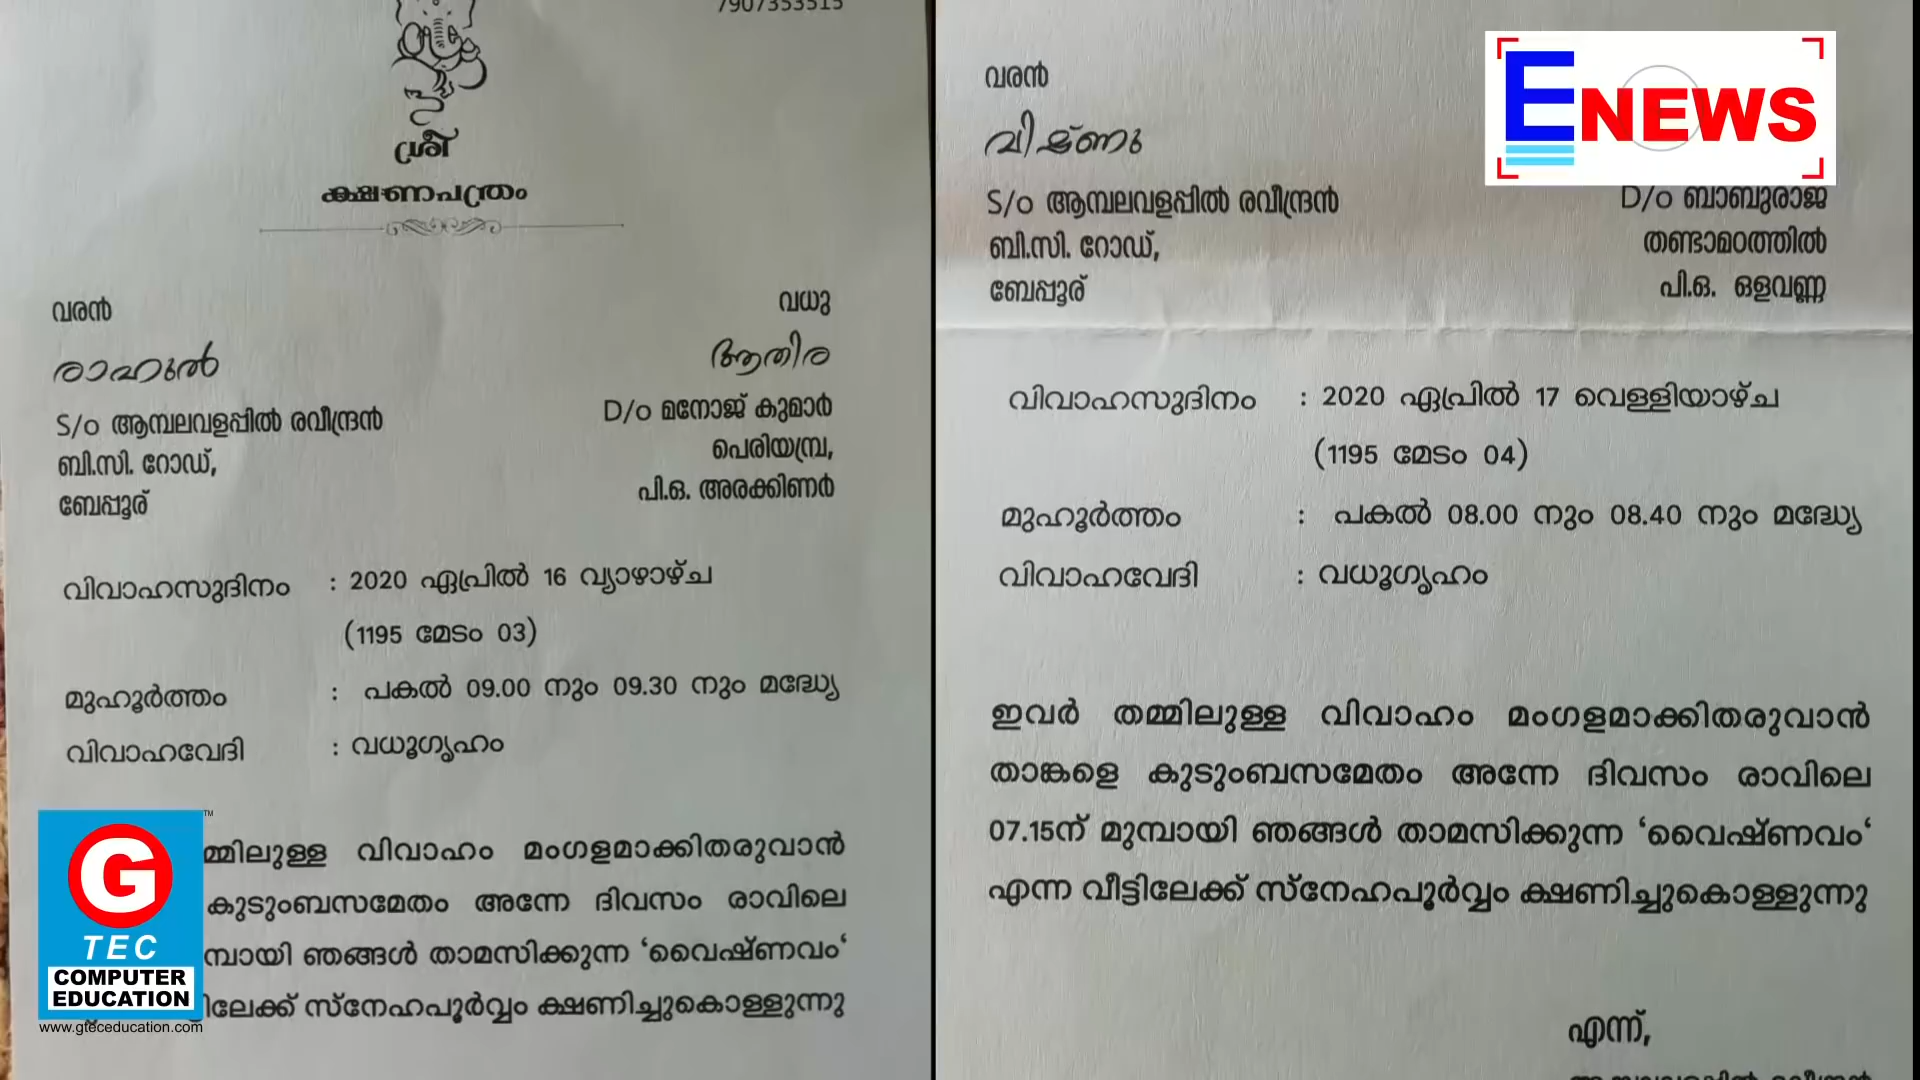 7907353515
ശ്രീ
ക്ഷണപത്രം
വരൻ
രാഹുൽ
S/o ആമ്പലവളപ്പിൽ രവീന്ദ്രൻ
ബി.സി. റോഡ്,
ബേപ്പൂര്
വധു
ആതിര
D/o മനോജ് കുമാർ
പെരിയമ്പ്ര,
പി.ഒ. അരക്കിണർ
വിവാഹസുദിനം : 2020 ഏപ്രിൽ 16 വ്യാഴാഴ്ച
(1195 മേടം 03)
മുഹൂർത്തം : പകൽ 09.00 നും 09.30 നും മദ്ധ്യേ
വിവാഹവേദി : വധൂഗൃഹം
മ്മിലുള്ള വിവാഹം മംഗളമാക്കിതരുവാൻ
കുടുംബസമേതം അന്നേ ദിവസം രാവിലെ
മ്പായി ഞങ്ങൾ താമസിക്കുന്ന ‘വൈഷ്ണവം‘
ിലേക്ക് സ്നേഹപൂർവ്വം ക്ഷണിച്ചുകൊള്ളുന്നു
G
TEC
COMPUTER
EDUCATION
www.gteceducation.com
ENEWS
വരൻ
വിഷ്ണു
S/o ആമ്പലവളപ്പിൽ രവീന്ദ്രൻ
ബി.സി. റോഡ്,
ബേപ്പൂര്
D/o ബാബുരാജ്
തണ്ടാമഠത്തിൽ
പി.ഒ. ഒളവണ്ണ
വിവാഹസുദിനം : 2020 ഏപ്രിൽ 17 വെള്ളിയാഴ്ച
(1195 മേടം 04)
മുഹൂർത്തം : പകൽ 08.00 നും 08.40 നും മദ്ധ്യേ
വിവാഹവേദി : വധൂഗൃഹം
ഇവർ തമ്മിലുള്ള വിവാഹം മംഗളമാക്കിതരുവാൻ
താങ്കളെ കുടുംബസമേതം അന്നേ ദിവസം രാവിലെ
07.15ന് മുമ്പായി ഞങ്ങൾ താമസിക്കുന്ന ‘വൈഷ്ണവം‘
എന്ന വീട്ടിലേക്ക് സ്നേഹപൂർവ്വം ക്ഷണിച്ചുകൊള്ളുന്നു
എന്ന്,